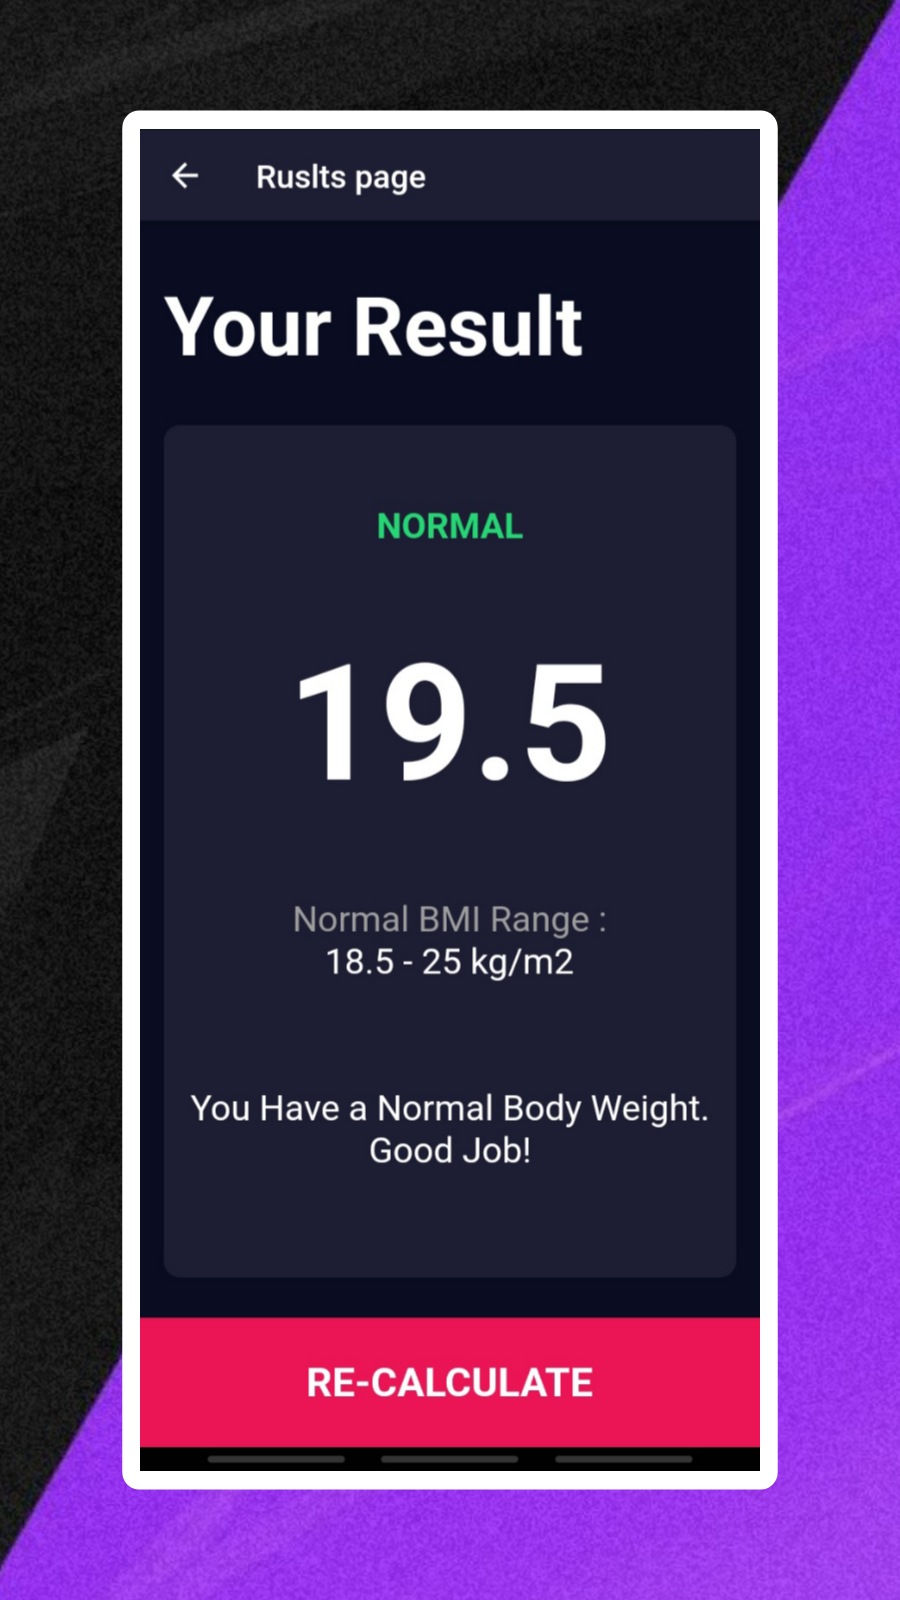 Ruslts page
Your Result
NORMAL
19.5
Normal BMI Range :
18.5 - 25 kg/m2
You Have a Normal Body Weight.
Good Job!
RE-CALCULATE